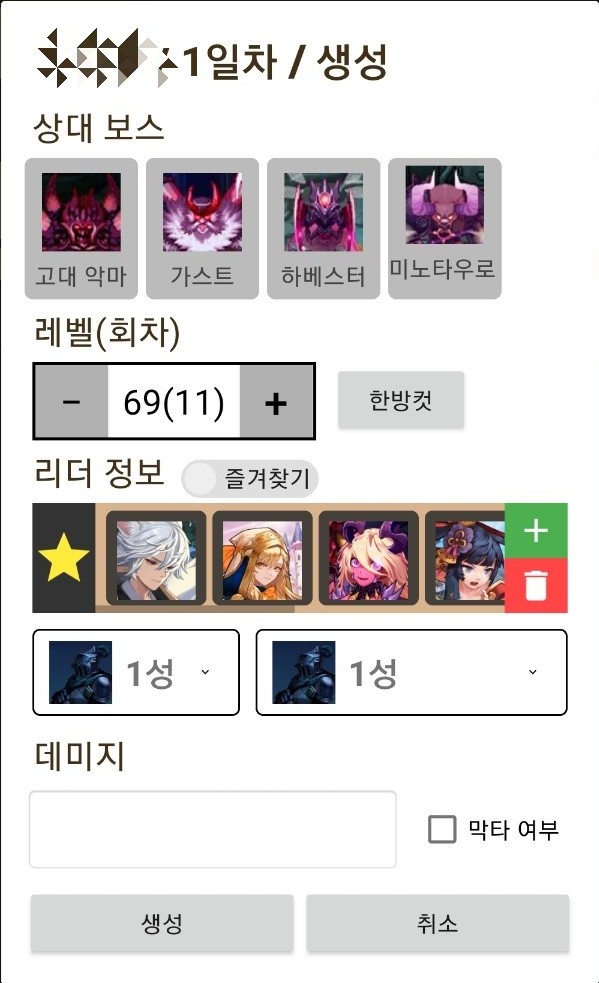 1일차 / 생성
상대 보스
고대 악마 가스트 하베스터 미노타우로
레벨(회차)
− 69(11) + 한방컷
리더 정보 즐겨찾기
+
1성 1성
데미지
막타 여부
생성 취소